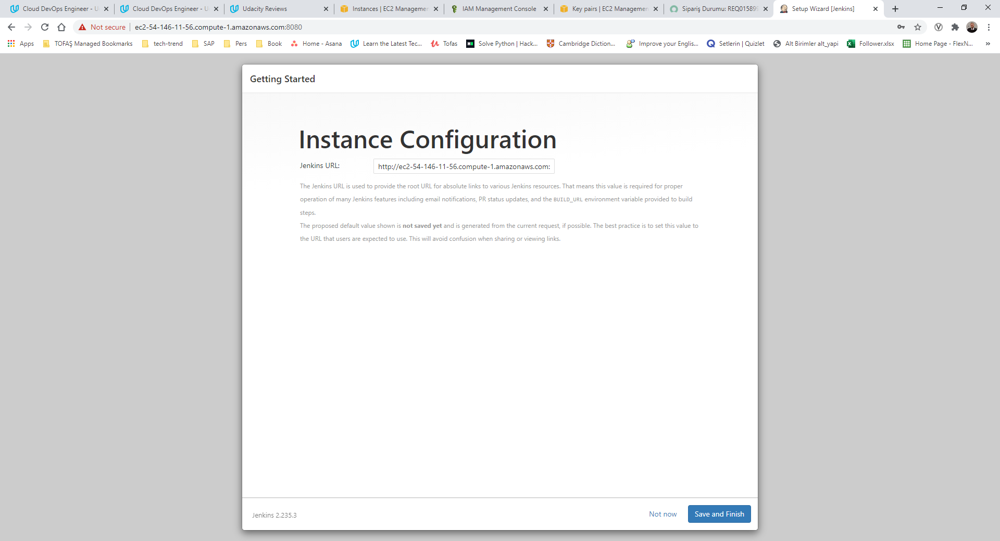 Cloud DevOps Engineer - U
Cloud DevOps Engineer - U
Udacity Reviews
Instances | EC2 Managemen
IAM Management Console
Key pairs | EC2 Managemen
Sipariş Durumu: REQ015899
Setup Wizard [Jenkins]
Not secure
ec2-54-146-11-56.compute-1.amazonaws.com:8080
Apps
TOFAŞ Managed Bookmarks
tech-trend
SAP
Pers
Book
Home - Asana
Learn the Latest Tec...
Tofas
Solve Python | Hack...
Cambridge Diction...
Improve your Englis...
Setlerin | Quizlet
Alt Birimler alt_yapi
Follower.xlsx
Home Page - FlexN...
Getting Started
Instance Configuration
Jenkins URL:
http://ec2-54-146-11-56.compute-1.amazonaws.com:
The Jenkins URL is used to provide the root URL for absolute links to various Jenkins resources. That means this value is required for proper
operation of many Jenkins features including email notifications, PR status updates, and the BUILD_URL environment variable provided to build
steps.
The proposed default value shown is not saved yet and is generated from the current request, if possible. The best practice is to set this value to
the URL that users are expected to use. This will avoid confusion when sharing or viewing links.
Jenkins 2.235.3
Not now
Save and Finish